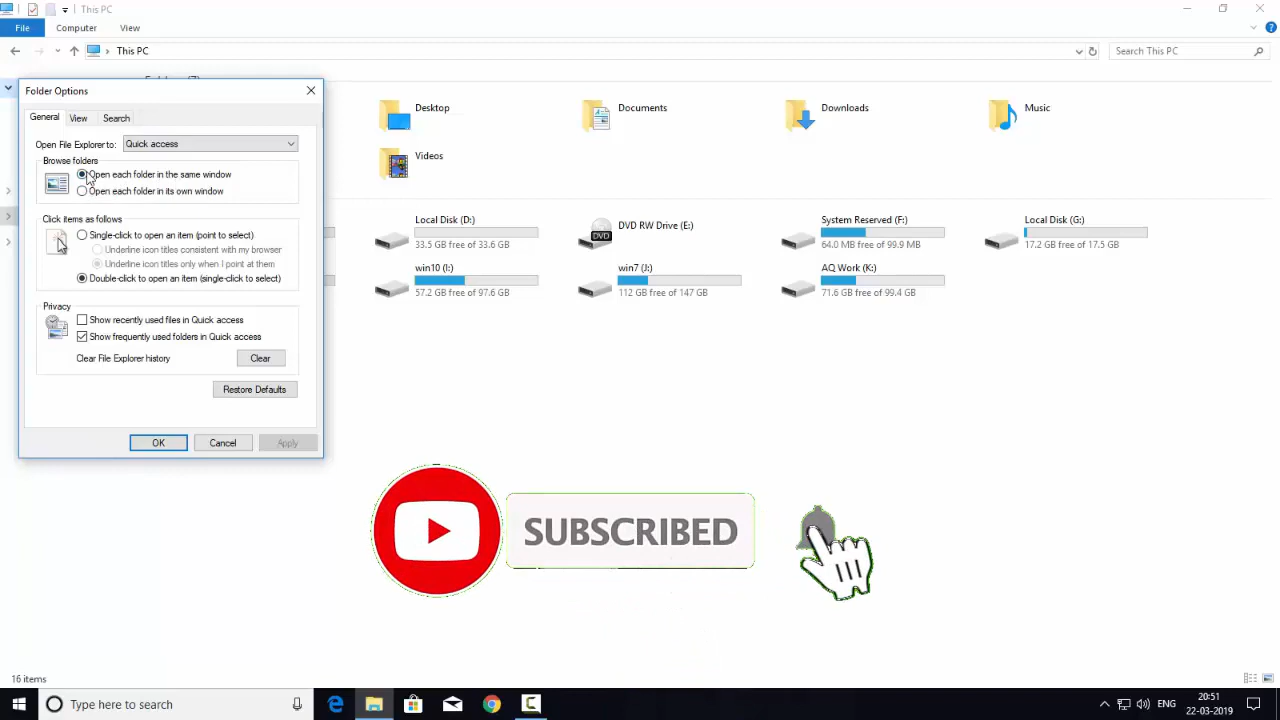 This PC
File
Computer
View
This PC
Search This PC
Folder Options
General
View
Search
Open File Explorer to:
Quick access
Browse folders
Open each folder in the same window
Open each folder in its own window
Click items as follows
Single-click to open an item (point to select)
Underline icon titles consistent with my browser
Underline icon titles only when I point at them
Double-click to open an item (single-click to select)
Privacy
Show recently used files in Quick access
Show frequently used folders in Quick access
Clear File Explorer history
Clear
Restore Defaults
OK
Cancel
Apply
Desktop
Documents
Downloads
Music
Videos
Local Disk (D:)
33.5 GB free of 33.6 GB
DVD RW Drive (E:)
DVD
System Reserved (F:)
64.0 MB free of 99.9 MB
Local Disk (G:)
17.2 GB free of 17.5 GB
win10 (I:)
57.2 GB free of 97.6 GB
win7 (J:)
112 GB free of 147 GB
AQ Work (K:)
71.6 GB free of 99.4 GB
SUBSCRIBED
16 items
Type here to search
ENG
20:51
22-03-2019